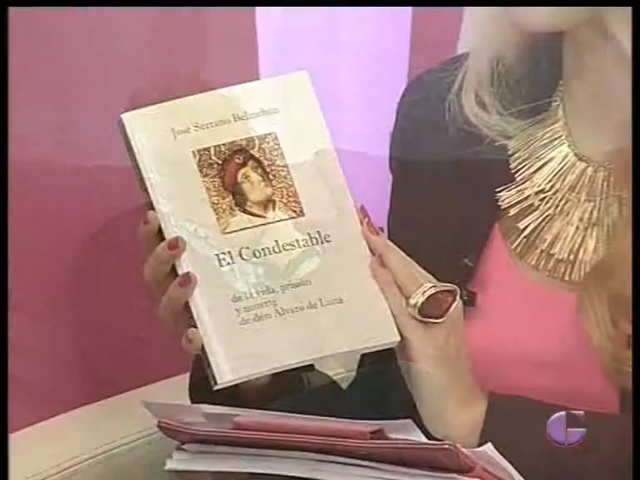 José Serrano Belinchón
El Condestable
de la vida, prisión
y muerte
de don Álvaro de Luna
G